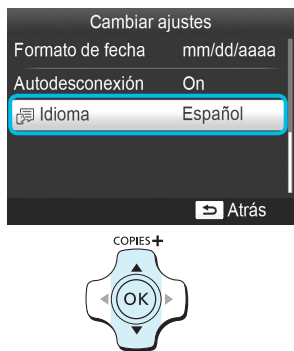 Cambiar ajustes
Formato de fecha mm/dd/aaaa
Autodesconexión On
Idioma Español
Atrás
COPIES+
OK